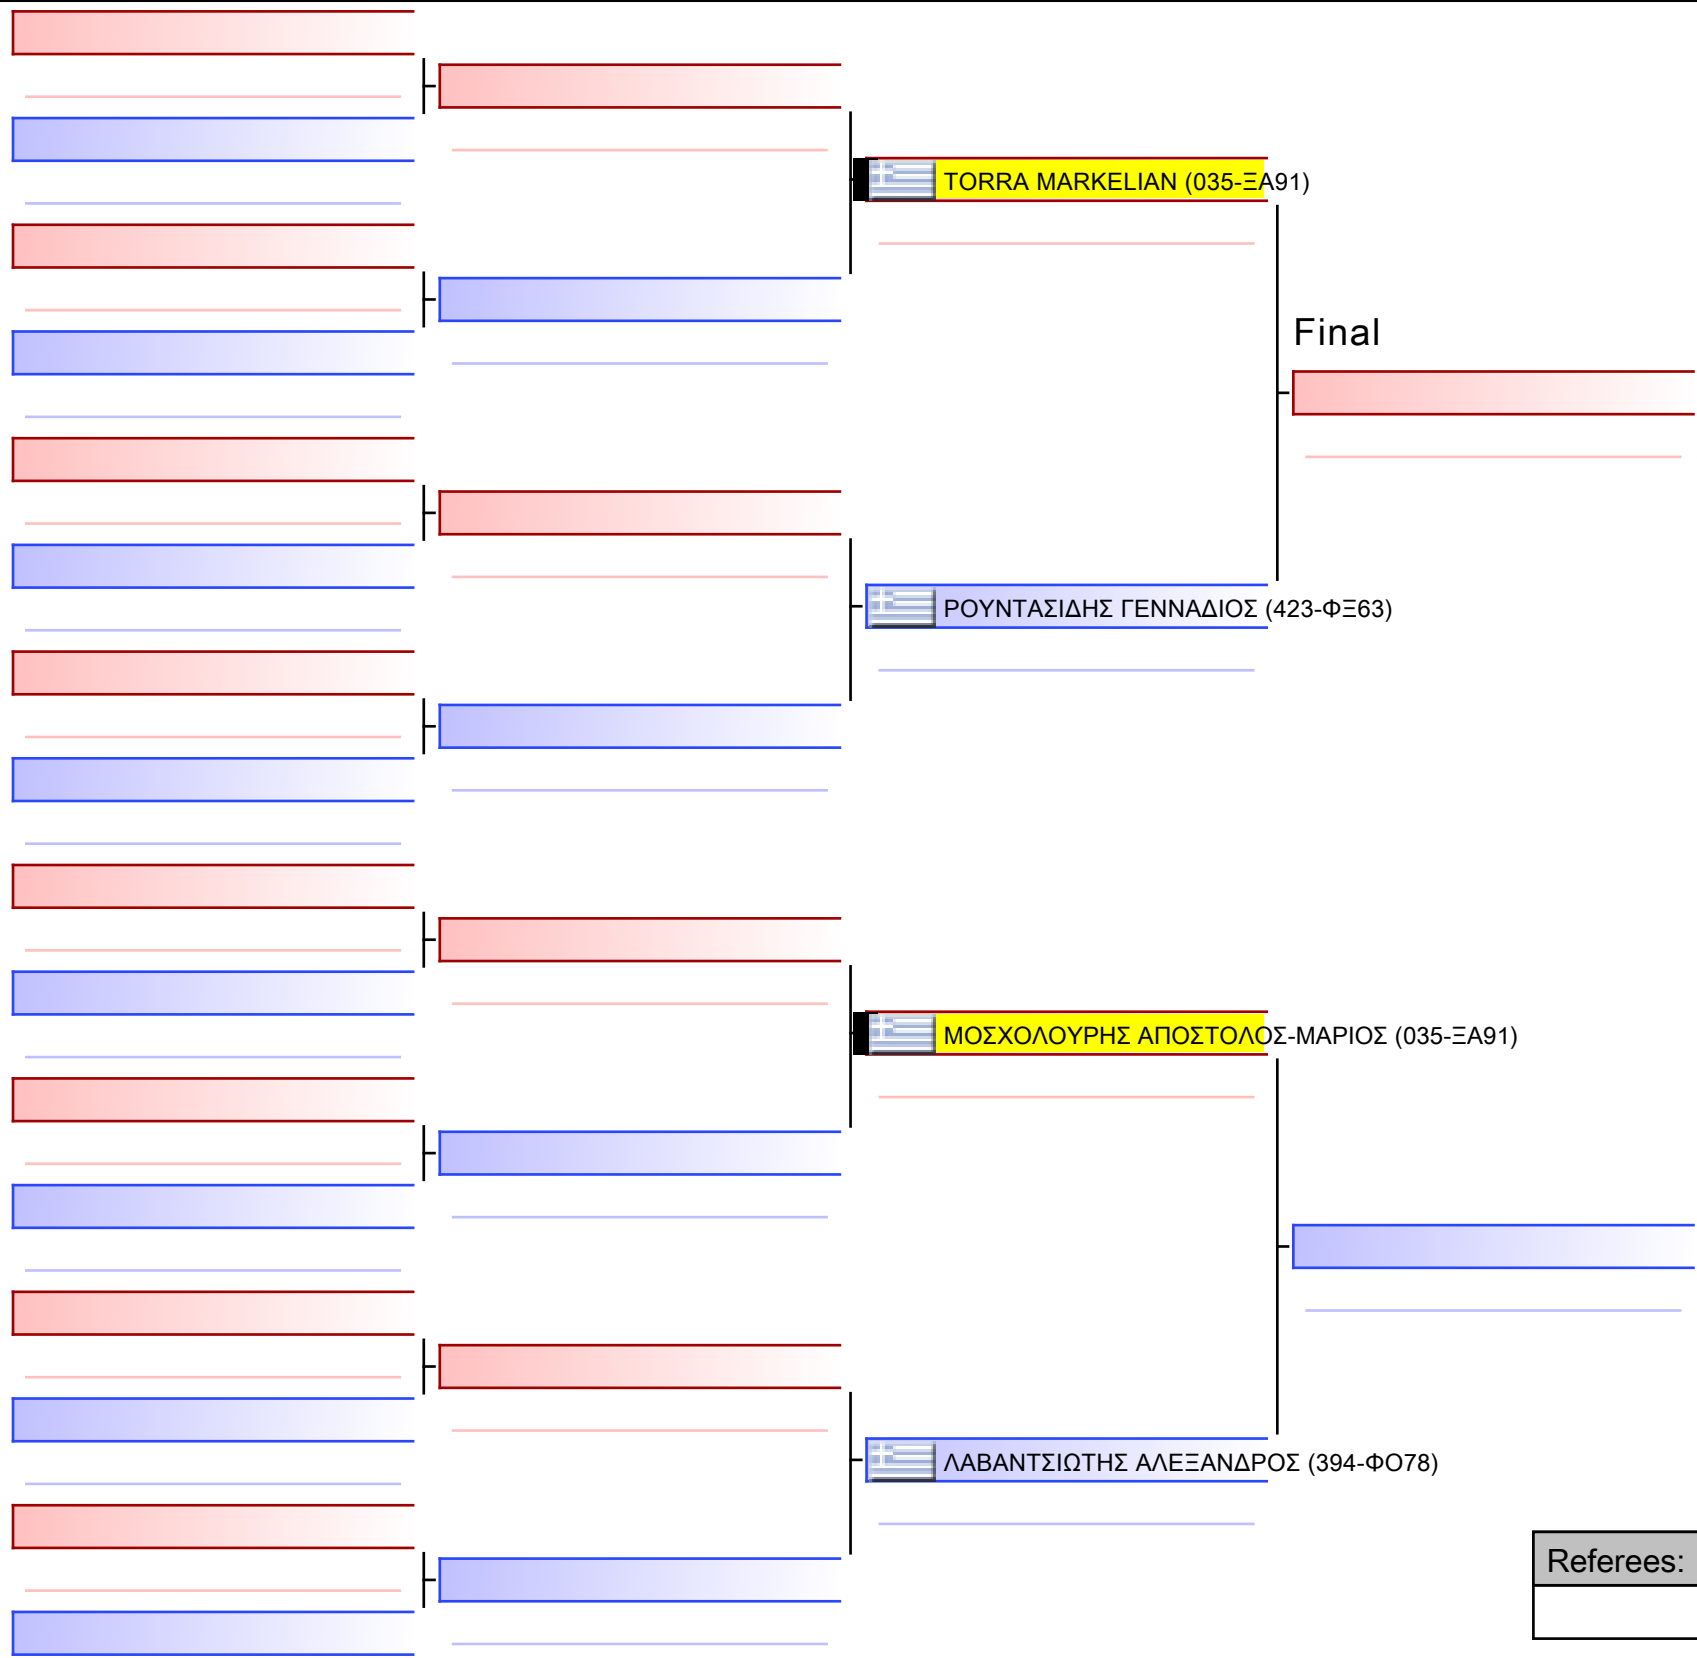 TORRA MARKELIAN (035-ΞΑ91)
Final
ΡΟΥΝΤΑΣΙΔΗΣ ΓΕΝΝΑΔΙΟΣ (423-ΦΞ63)
ΜΟΣΧΟΛΟΥΡΗΣ ΑΠΟΣΤΟΛΟΣ-ΜΑΡΙΟΣ (035-ΞΑ91)
ΛΑΒΑΝΤΣΙΩΤΗΣ ΑΛΕΞΑΝΔΡΟΣ (394-ΦΟ78)
Referees: